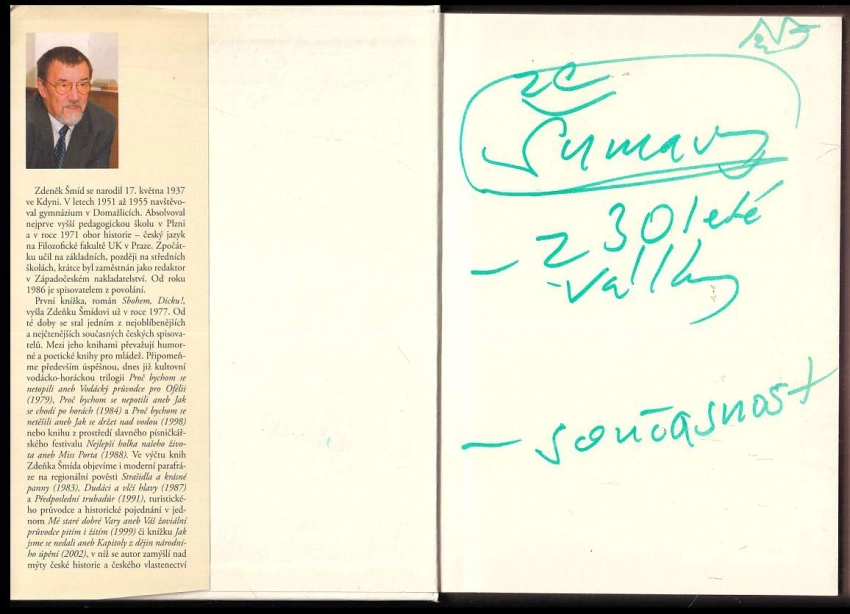 Zdeněk Šmíd se narodil 17. května 1937
ve Kdyni. V letech 1951 až 1955 navštěvo-
val gymnázium v Domažlicích. Absolvoval
nejprve vyšší pedagogickou školu v Plzni
a v roce 1971 obor historie – český jazyk
na Filozofické fakultě UK v Praze. Zpočát-
ku učil na základních, později na středních
školách, krátce byl zaměstnán jako redaktor
v Západočeském nakladatelství. Od roku
1986 je spisovatelem z povolání.
První knížka, román Sbohem, Dicku!,
vyšla Zdeňku Šmídovi už v roce 1977. Od
té doby se stal jedním z nejoblíbenějších
a nejčtenějších současných českých spisova-
telů. Mezi jeho knihami převažují humor-
né a poetické knihy pro mládež. Připomeň-
me především úspěšnou, dnes již kultovní
vodácko-horáckou trilogii Proč bychom se
netopili aneb Vodácký průvodce pro Ofélii
(1979), Proč bychom se nepotili aneb Jak
se chodí po horách (1984) a Proč bychom se
netěšili aneb Jak se držet nad vodou (1998)
nebo knihu z prostředí slavného písničkář-
ského festivalu Nejlepší holka našeho živo-
ta aneb Miss Porta (1988). Ve výčtu knih
Zdeňka Šmída objevíme i moderní parafrá-
ze na regionální pověsti Strašidla a krásné
panny (1983), Dudáci a vlčí hlavy (1987)
a Předposlední trubadúr (1991), turistické-
ho průvodce a historické pojednání v jed-
nom Mé staré dobré Vary aneb Váš žoviální
průvodce pitím i žitím (1999) či knížku Jak
jsme se nedali aneb Kapitoly z dějin národní-
ho úpění (2002), v níž se autor zamýšlí nad
mýty české historie a českého vlastenectví
ze
Šumavy
– z 30leté
války
– současnost